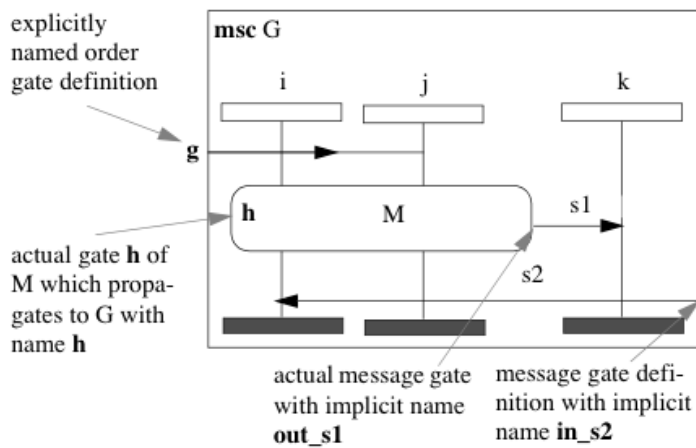 explicitly
named order
gate definition
msc G
i
j
k
g
h
M
s1
s2
actual gate h of
M which propa-
gates to G with
name h
actual message gate
with implicit name
out_s1
message gate defi-
nition with implicit
name in_s2